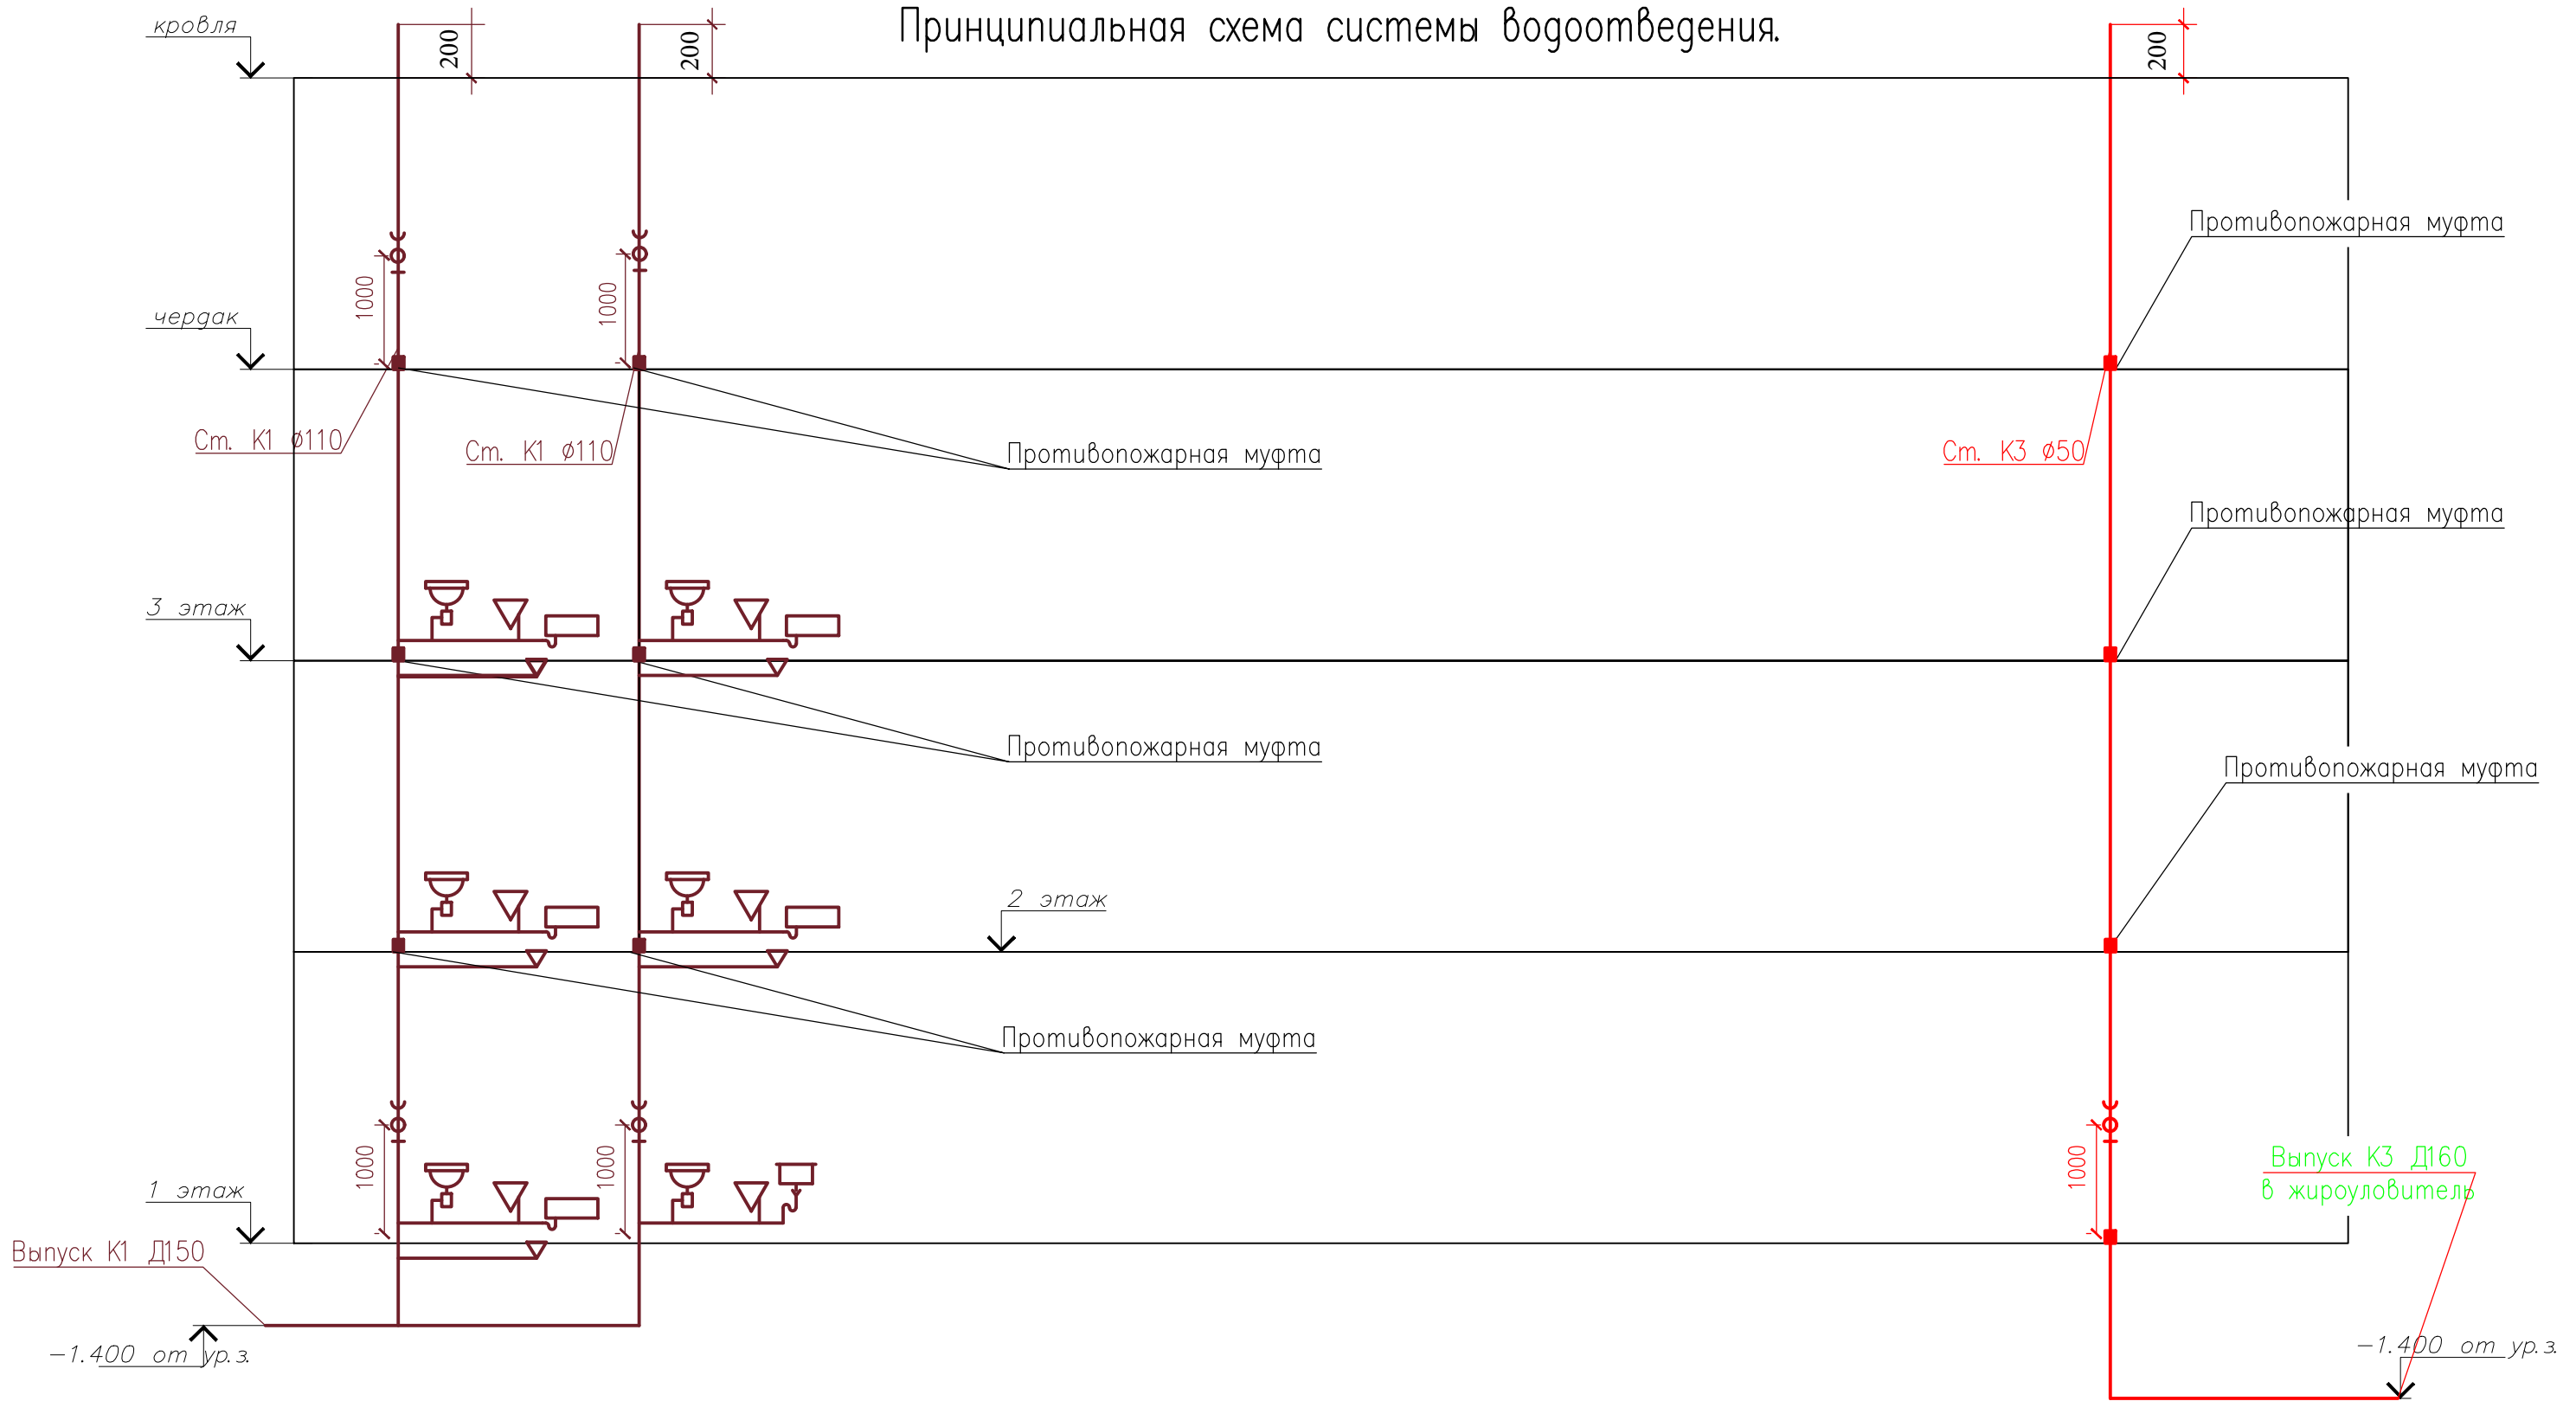 Принципиальная схема системы водоотведения.
кровля
200
200
200
Противопожарная муфта
1000
1000
чердак
Ст. К1 ø110
Ст. К1 ø110
Противопожарная муфта
Ст. К3 ø50
Противопожарная муфта
3 этаж
Противопожарная муфта
Противопожарная муфта
2 этаж
Противопожарная муфта
1000
1000
1000
Выпуск К3 Д160
в жироуловитель
1 этаж
Выпуск К1 Д150
-1.400 от ур.з.
-1.400 от ур.з.